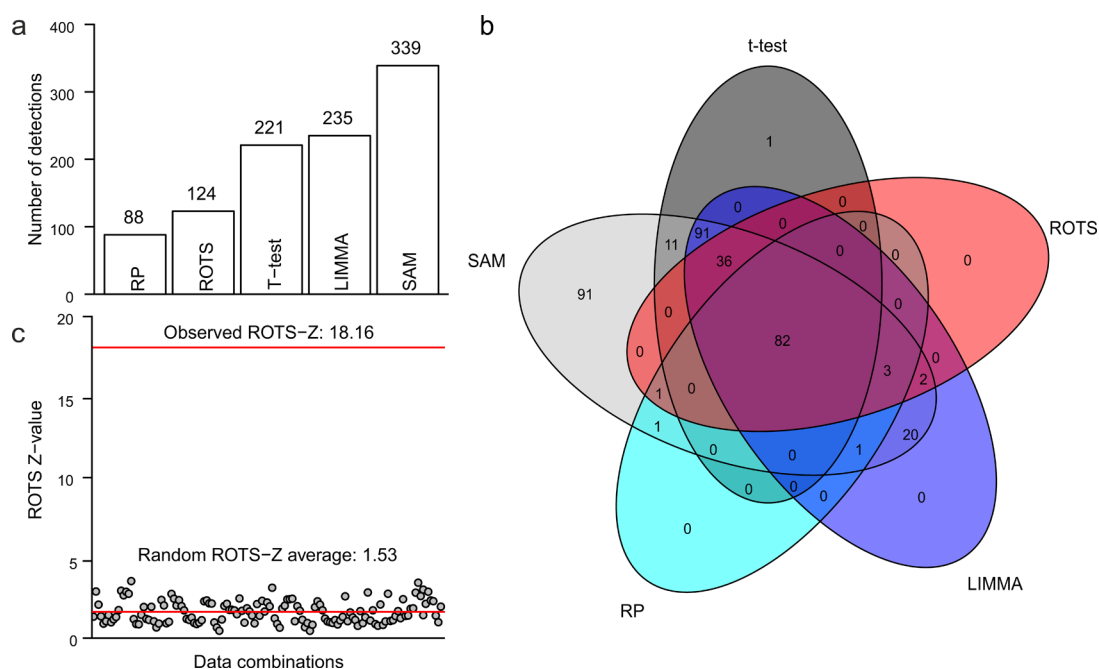 a
Number of detections
400
300
200
100
0
88
124
221
235
339
RP
ROTS
T-test
LIMMA
SAM
b
t-test
ROTS
SAM
LIMMA
RP
1
0
0
0
0
11
91
36
0
0
0
91
0
0
0
82
0
3
2
1
0
1
0
20
0
1
0
0
0
0
0
c
ROTS Z-value
20
15
10
5
0
Observed ROTS−Z: 18.16
Random ROTS−Z average: 1.53
Data combinations